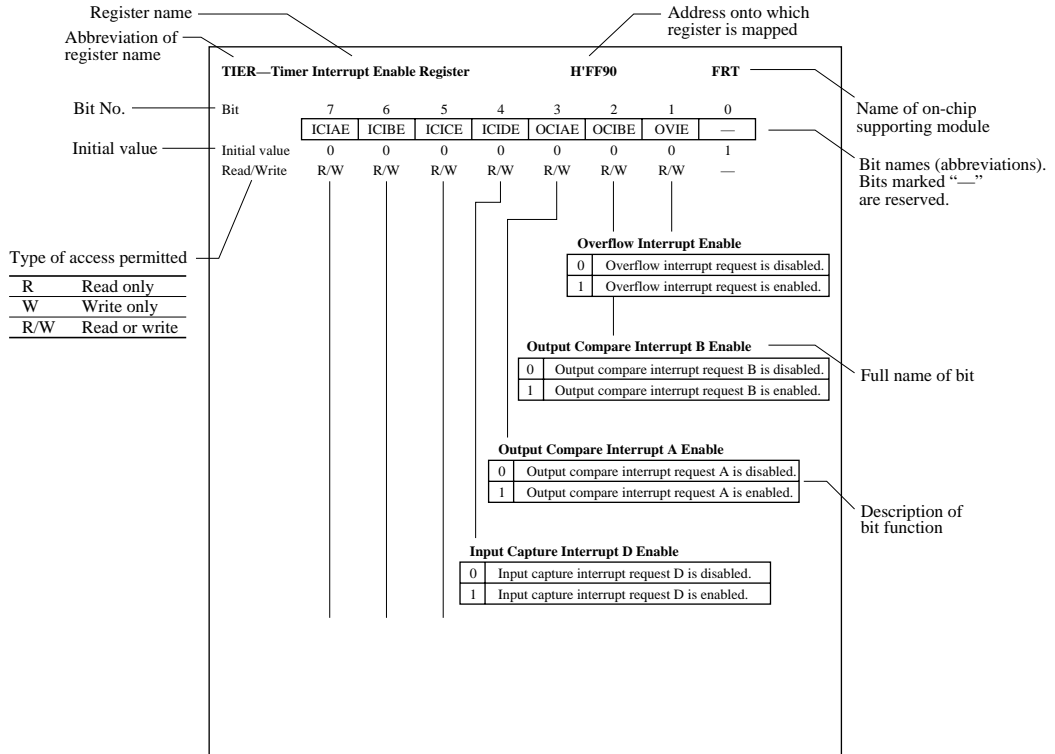 Register name
Abbreviation of
register name
Address onto which
register is mapped
TIER—Timer Interrupt Enable Register H'FF90 FRT
Name of on-chip
supporting module
Bit No.
Bit 7 6 5 4 3 2 1 0
ICIAE ICIBE ICICE ICIDE OCIAE OCIBE OVIE —
Initial value
Initial value 0 0 0 0 0 0 0 1
Read/Write R/W R/W R/W R/W R/W R/W R/W —
Bit names (abbreviations).
Bits marked “—”
are reserved.
Type of access permitted
R Read only
W Write only
R/W Read or write
Overflow Interrupt Enable
0 Overflow interrupt request is disabled.
1 Overflow interrupt request is enabled.
Output Compare Interrupt B Enable
0 Output compare interrupt request B is disabled.
1 Output compare interrupt request B is enabled.
Full name of bit
Output Compare Interrupt A Enable
0 Output compare interrupt request A is disabled.
1 Output compare interrupt request A is enabled.
Description of
bit function
Input Capture Interrupt D Enable
0 Input capture interrupt request D is disabled.
1 Input capture interrupt request D is enabled.